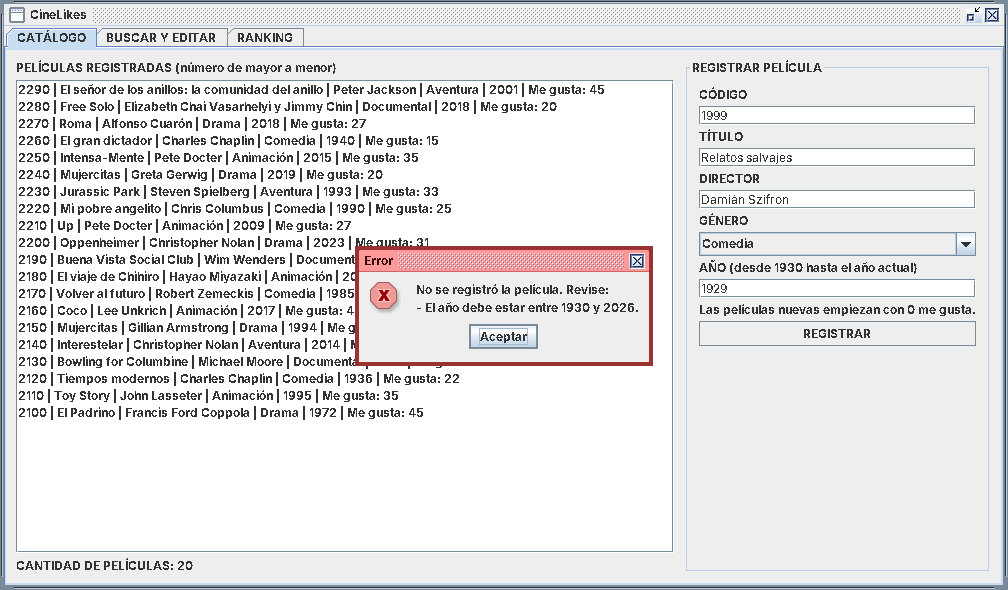 CineLikes
CATÁLOGO
BUSCAR Y EDITAR
RANKING
PELÍCULAS REGISTRADAS (número de mayor a menor)
2290 | El señor de los anillos: la comunidad del anillo | Peter Jackson | Aventura | 2001 | Me gusta: 45
2280 | Free Solo | Elizabeth Chai Vasarhelyi y Jimmy Chin | Documental | 2018 | Me gusta: 20
2270 | Roma | Alfonso Cuarón | Drama | 2018 | Me gusta: 27
2260 | El gran dictador | Charles Chaplin | Comedia | 1940 | Me gusta: 15
2250 | Intensa-Mente | Pete Docter | Animación | 2015 | Me gusta: 35
2240 | Mujercitas | Greta Gerwig | Drama | 2019 | Me gusta: 20
2230 | Jurassic Park | Steven Spielberg | Aventura | 1993 | Me gusta: 33
2220 | Mi pobre angelito | Chris Columbus | Comedia | 1990 | Me gusta: 25
2210 | Up | Pete Docter | Animación | 2009 | Me gusta: 27
2200 | Oppenheimer | Christopher Nolan | Drama | 2023 | Me gusta: 31
2190 | Buena Vista Social Club | Wim Wenders | Document
2180 | El viaje de Chihiro | Hayao Miyazaki | Animación | 20
2170 | Volver al futuro | Robert Zemeckis | Comedia | 1985
2160 | Coco | Lee Unkrich | Animación | 2017 | Me gusta: 4
2150 | Mujercitas | Gillian Armstrong | Drama | 1994 | Me g
2140 | Interestelar | Christopher Nolan | Aventura | 2014 |
2130 | Bowling for Columbine | Michael Moore | Documenta
2120 | Tiempos modernos | Charles Chaplin | Comedia | 1936 | Me gusta: 22
2110 | Toy Story | John Lasseter | Animación | 1995 | Me gusta: 35
2100 | El Padrino | Francis Ford Coppola | Drama | 1972 | Me gusta: 45
CANTIDAD DE PELÍCULAS: 20
Error
No se registró la película. Revise:
- El año debe estar entre 1930 y 2026.
Aceptar
REGISTRAR PELÍCULA
CÓDIGO
1999
TÍTULO
Relatos salvajes
DIRECTOR
Damián Szifron
GÉNERO
Comedia
AÑO (desde 1930 hasta el año actual)
1929
Las películas nuevas empiezan con 0 me gusta.
REGISTRAR